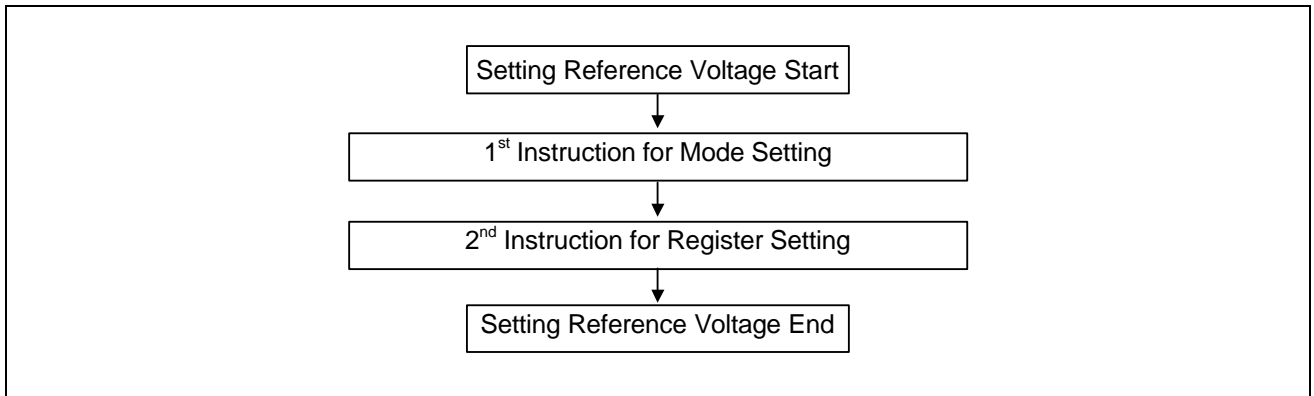 Setting Reference Voltage Start
1st Instruction for Mode Setting
2nd Instruction for Register Setting
Setting Reference Voltage End